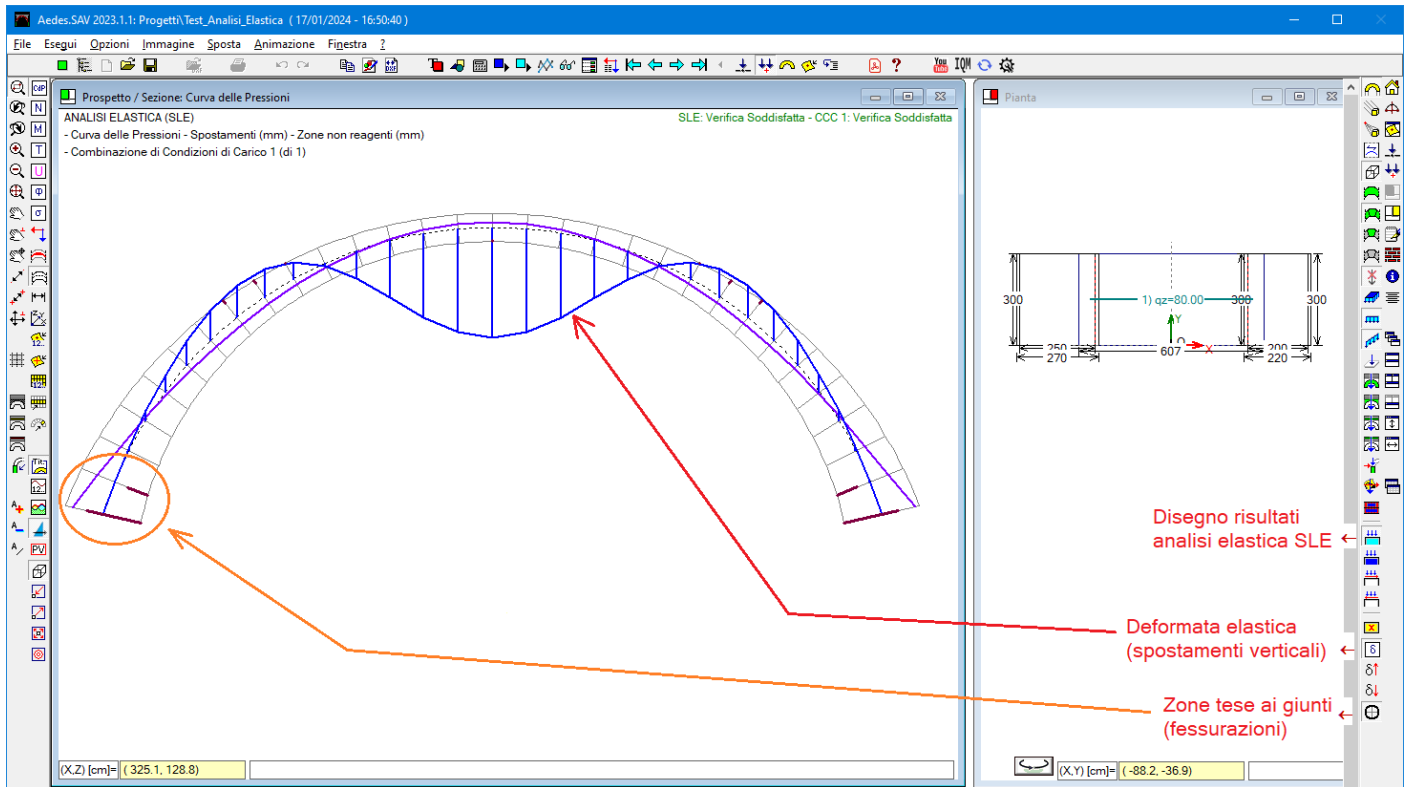 Aedes.SAV 2023.1.1: Progetti\Test_Analisi_Elastica ( 17/01/2024 - 16:50:40 )
File Esegui Opzioni Immagine Sposta Animazione Finestra ?
Prospetto / Sezione: Curva delle Pressioni
ANALISI ELASTICA (SLE)
SLE: Verifica Soddisfatta - CCC 1: Verifica Soddisfatta
- Curva delle Pressioni - Spostamenti (mm) - Zone non reagenti (mm)
- Combinazione di Condizioni di Carico 1 (di 1)
Pianta
300
1) qz=80.00
300
300
Y
X
250
270
607
200
220
Disegno risultati
analisi elastica SLE
Deformata elastica
(spostamenti verticali)
Zone tese ai giunti
(fessurazioni)
(X,Z) [cm]= ( 325.1, 128.8)
(X,Y) [cm]= ( -88.2, -36.9)
CdP
N
M
T
U
φ
σ
PV
You
IQM
δ
δ↑
δ↓